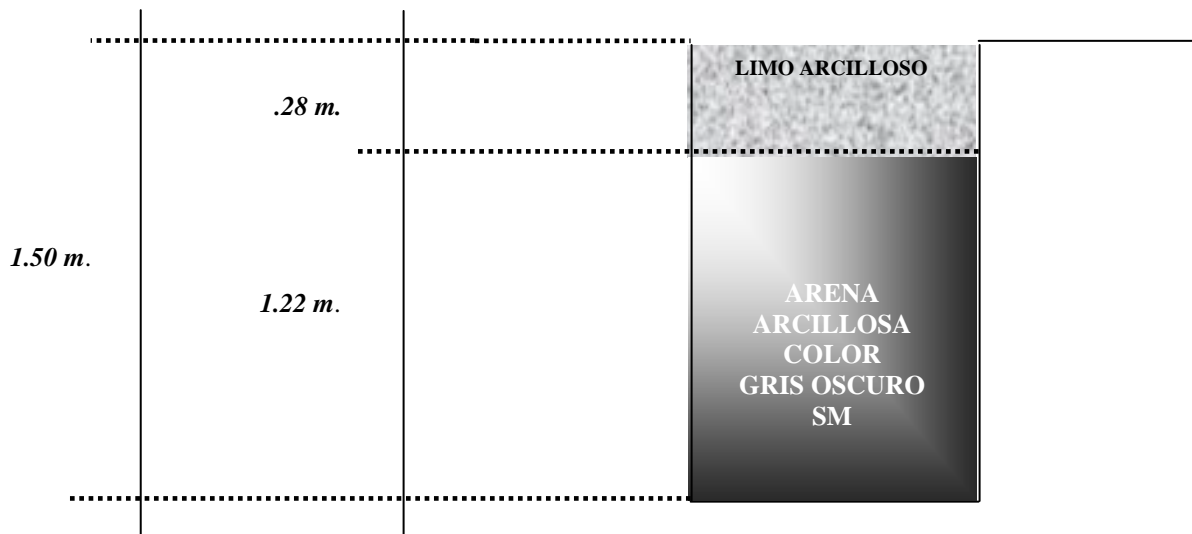 LIMO ARCILLOSO
.28 m.
1.50 m.
1.22 m.
ARENA
ARCILLOSA
COLOR
GRIS OSCURO
SM